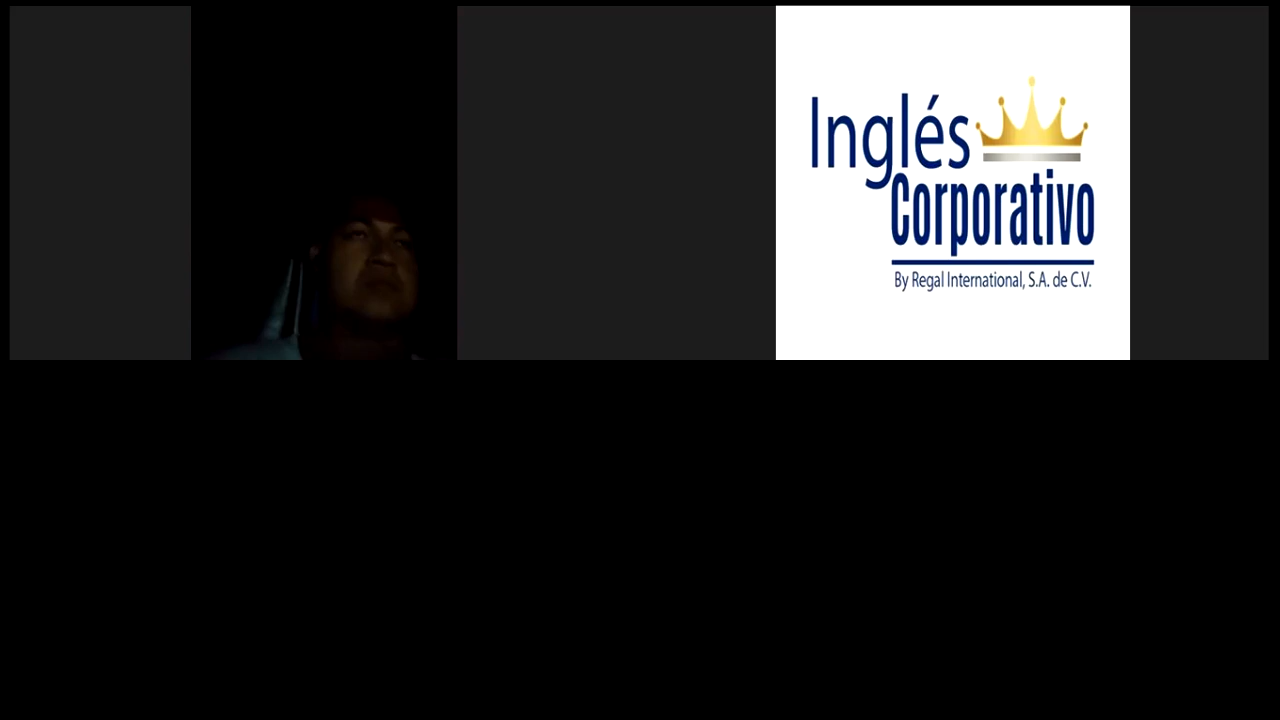 Inglés
Corporativo
By Regal International, S.A. de C.V.